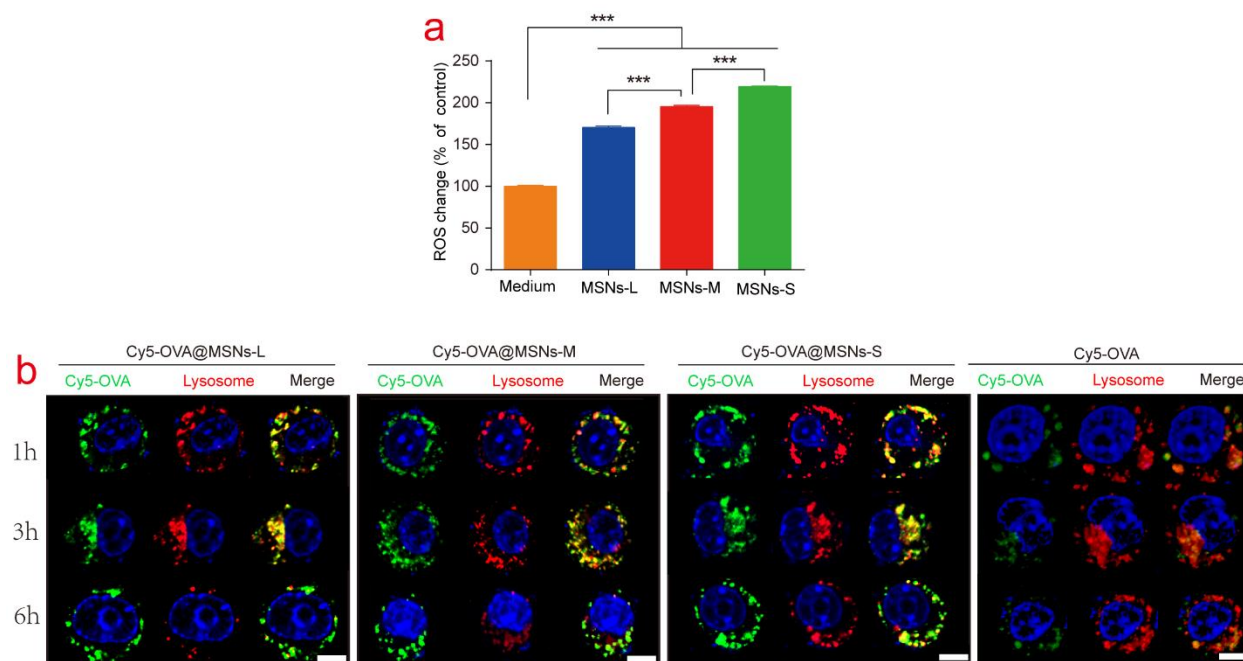 a
***
***
***
ROS change (% of control)
250
200
150
100
50
0
Medium MSNs-L MSNs-M MSNs-S
b
Cy5-OVA@MSNs-L Cy5-OVA@MSNs-M Cy5-OVA@MSNs-S Cy5-OVA
Cy5-OVA Lysosome Merge Cy5-OVA Lysosome Merge Cy5-OVA Lysosome Merge Cy5-OVA Lysosome Merge
1h
3h
6h